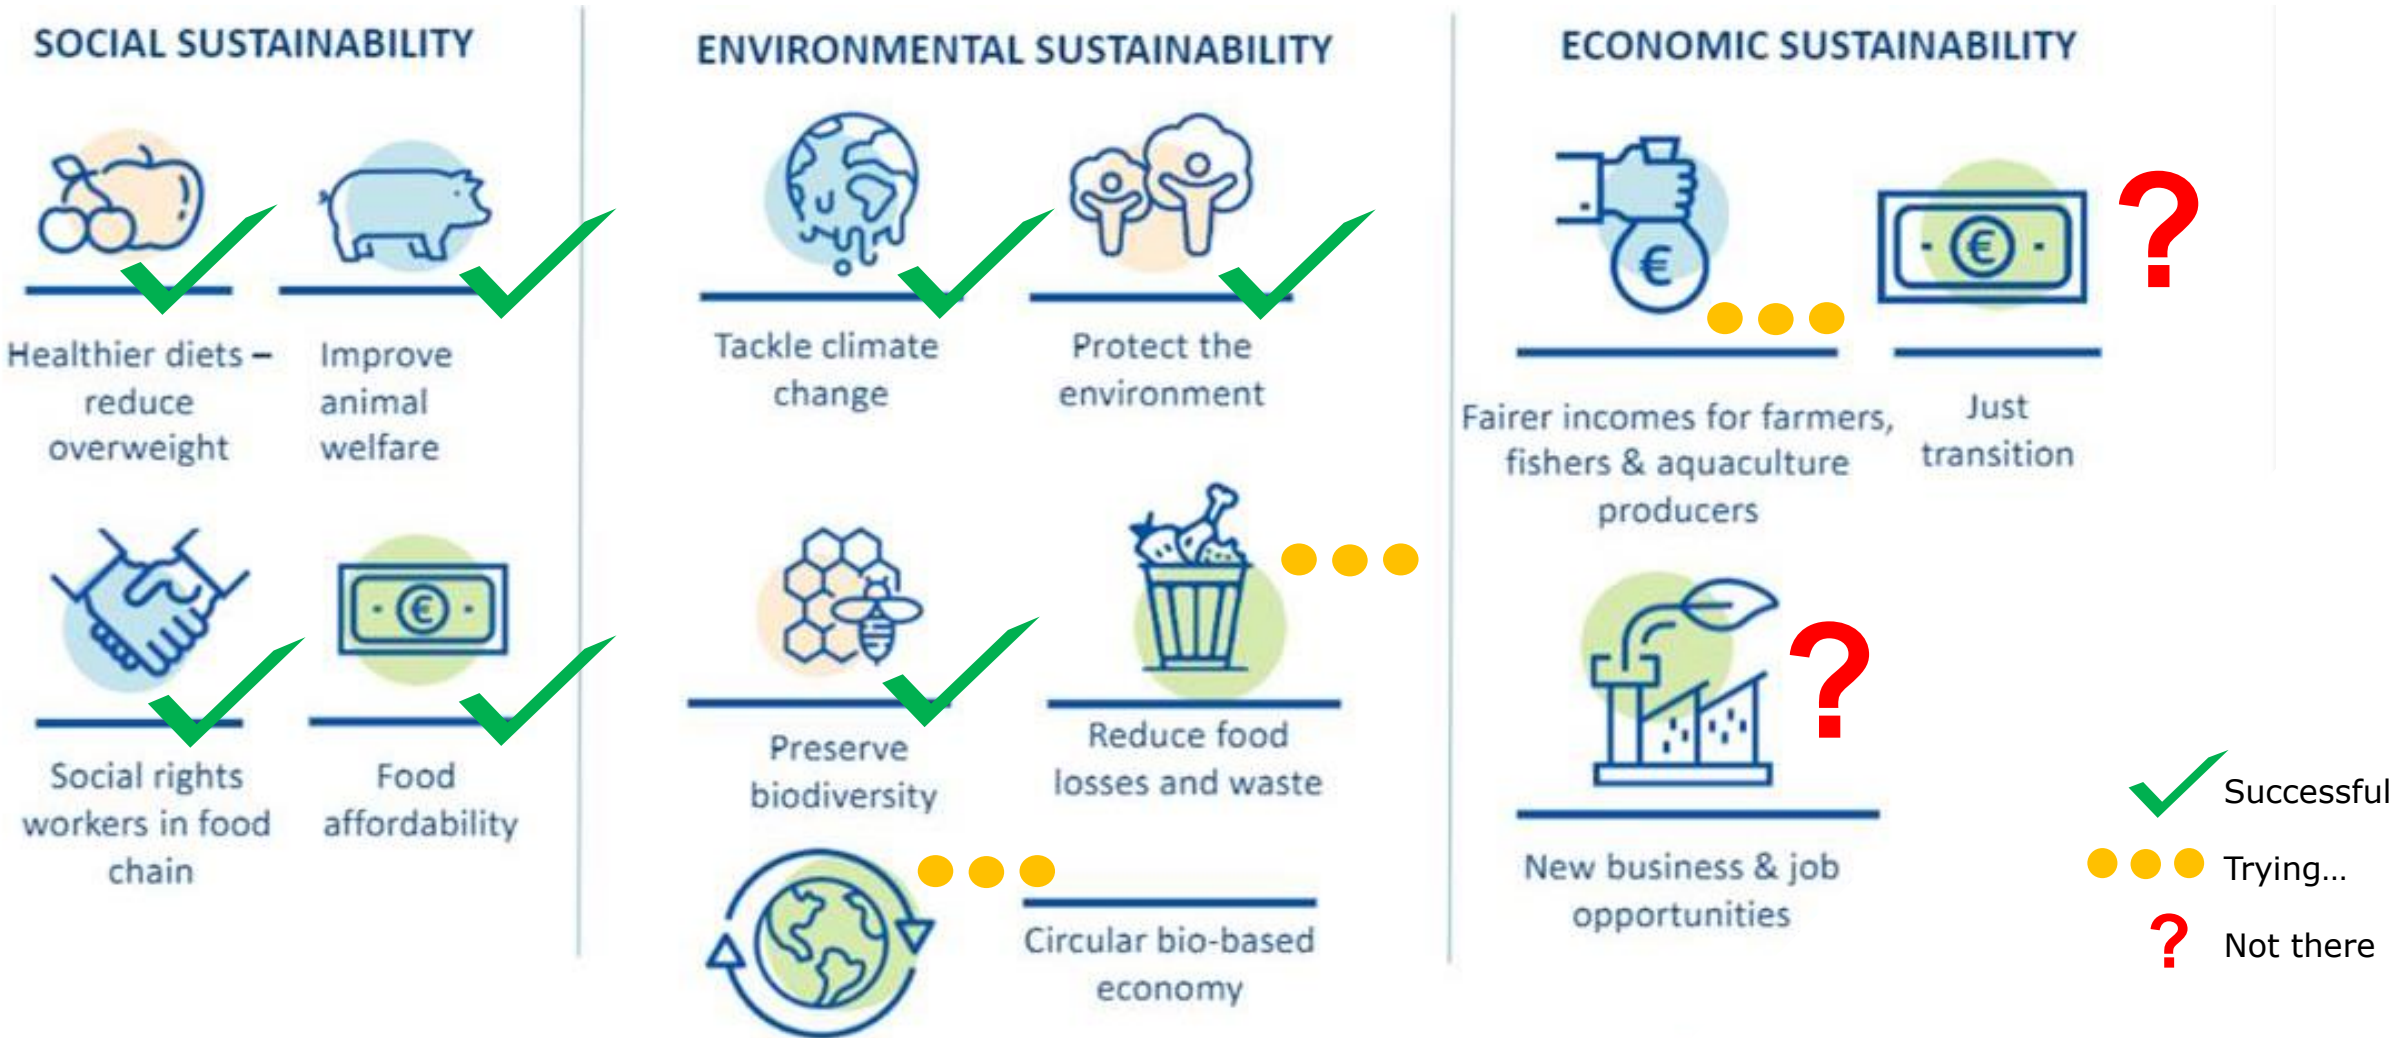 SOCIAL SUSTAINABILITY
Healthier diets –
reduce
overweight
Improve
animal
welfare
Social rights
workers in food
chain
€
Food
affordability
ENVIRONMENTAL SUSTAINABILITY
Tackle climate
change
Protect the
environment
Preserve
biodiversity
Reduce food
losses and waste
Circular bio-based
economy
ECONOMIC SUSTAINABILITY
€
Fairer incomes for farmers,
fishers & aquaculture
producers
€
?
Just
transition
?
New business & job
opportunities
Successful
Trying...
? Not there